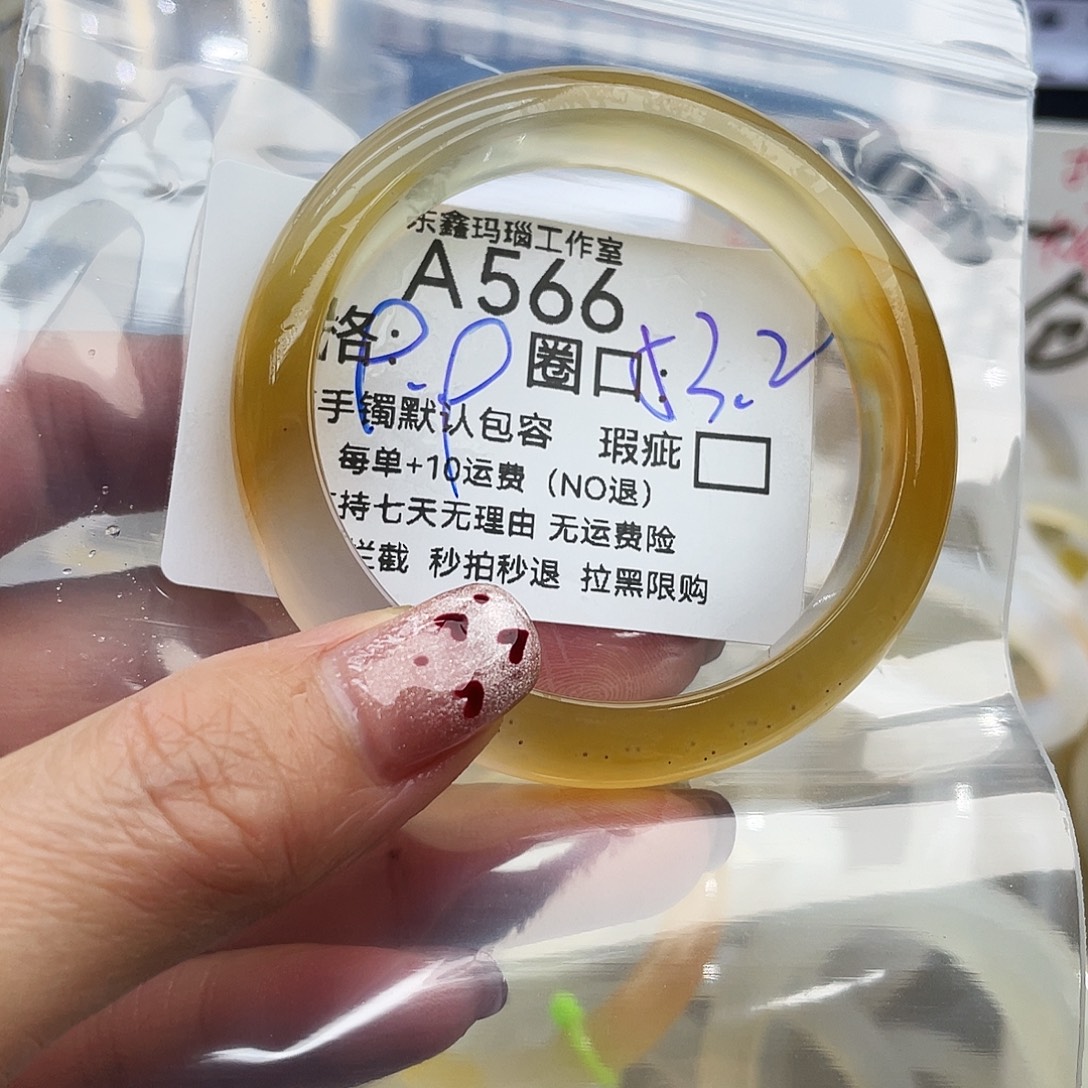 东鑫玛瑙工作室
A566
格: P.P 圈口: 53.2
手镯默认包容 瑕疵
每单+10运费 (NO退)
持七天无理由 无运费险
拦截 秒拍秒退 拉黑限购